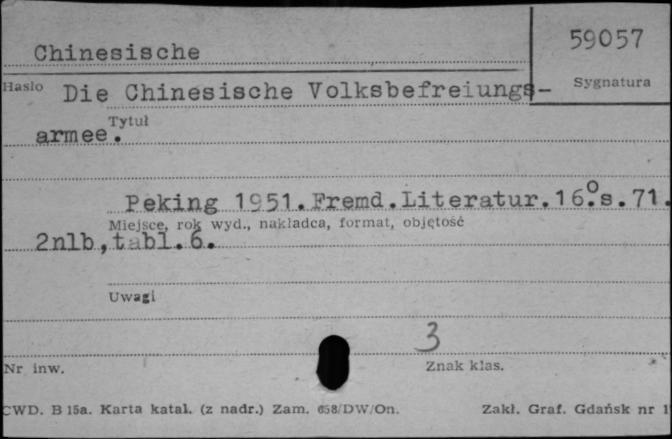 59057
Chinesische
Hasło
Sygnatura
Die Chinesische Volksbefreiungs-
Tytuł
armee.
Peking 1951.Fremd.Literatur.16°.s.71.
Miejsce, rok wyd., nakładca, format, objętość
2nlb,tabl.6.
Uwagi
3
Nr inw.
Znak klas.
CWD. B 15a. Karta katal. (z nadr.) Zam. 658/DW/On.
Zakł. Graf. Gdańsk nr 1